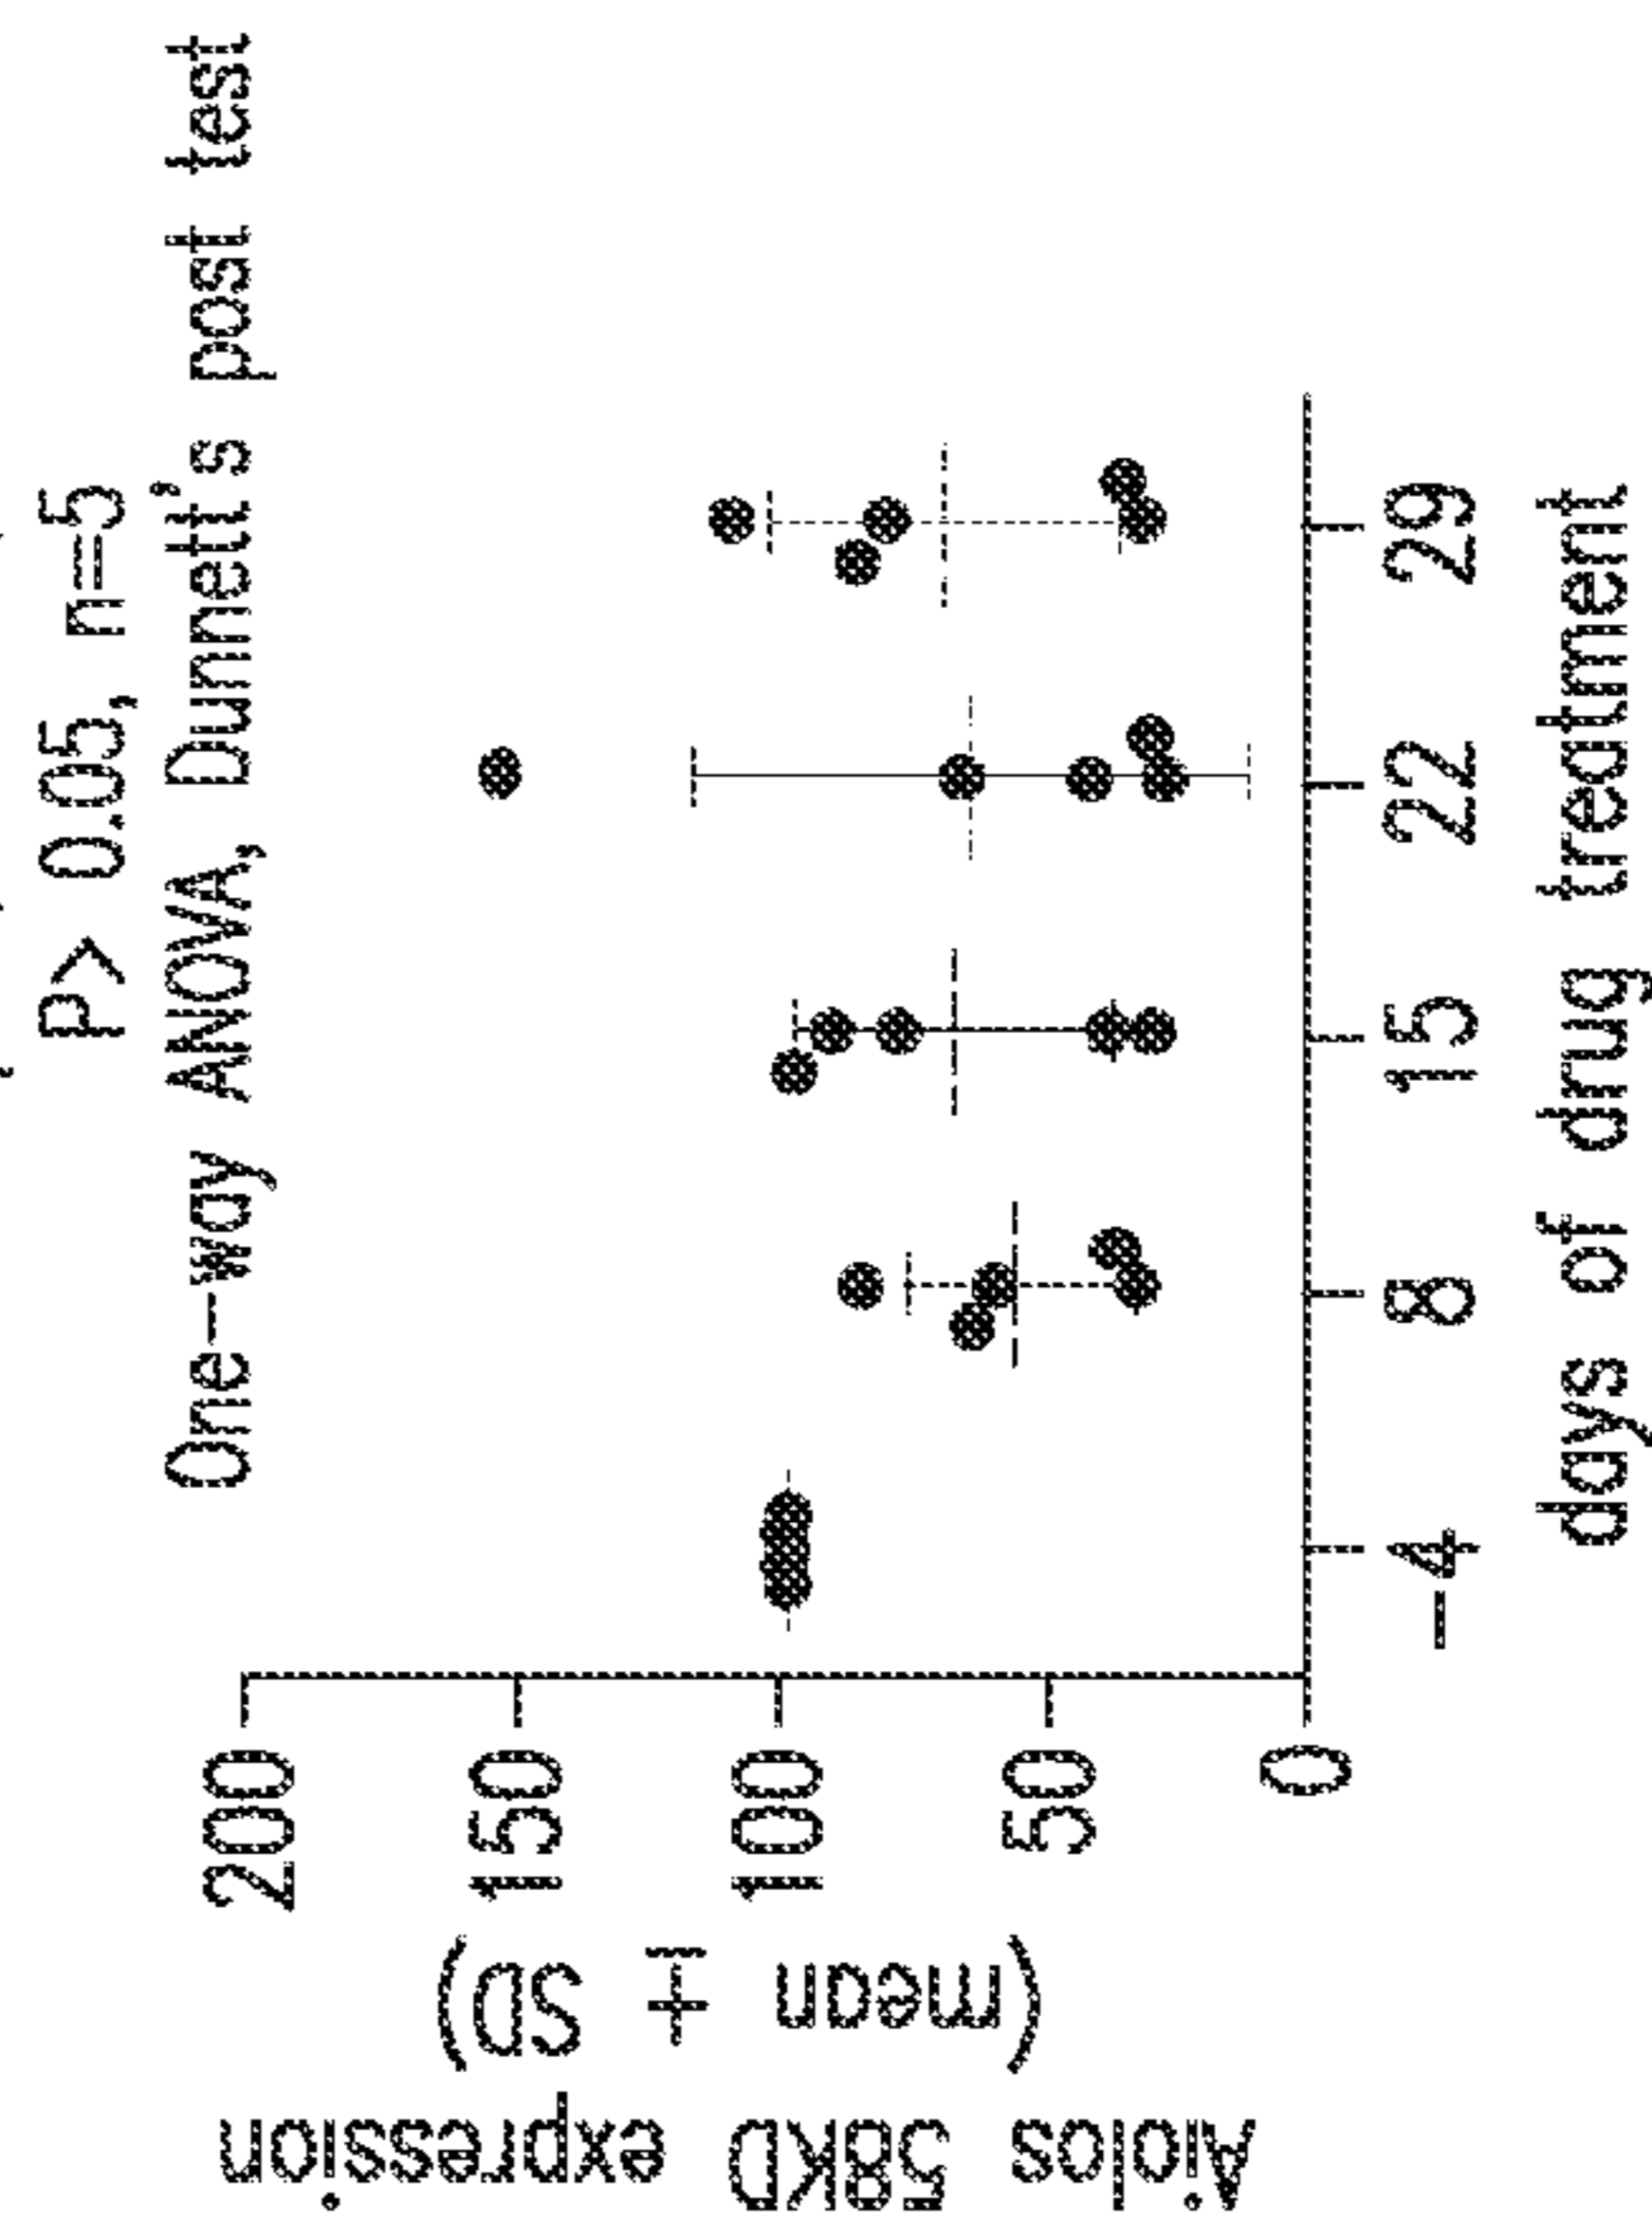 P> 0.05, n=5
One-way ANOVA, Dunnett's post test
Aiolos 58KD expression
(mean ± SD)
200
150
100
50
0
-4 8 15 22 29
days of drug treatment